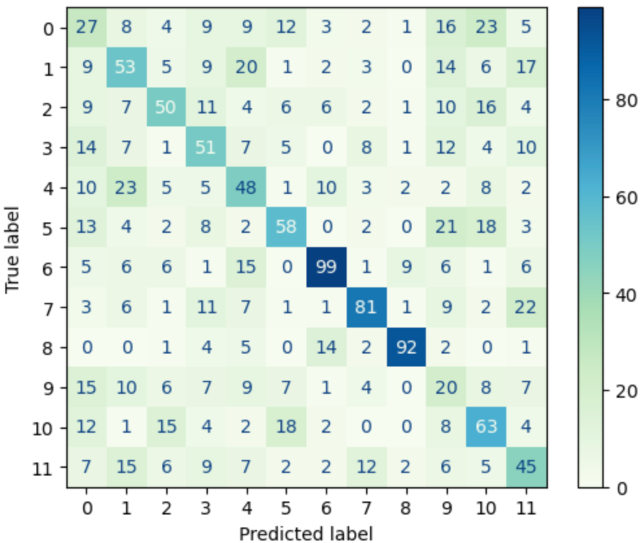 0 27 8 4 9 9 12 3 2 1 16 23 5
1 9 53 5 9 20 1 2 3 0 14 6 17
2 9 7 50 11 4 6 6 2 1 10 16 4
3 14 7 1 51 7 5 0 8 1 12 4 10
4 10 23 5 5 48 1 10 3 2 2 8 2
5 13 4 2 8 2 58 0 2 0 21 18 3
6 5 6 6 1 15 0 99 1 9 6 1 6
7 3 6 1 11 7 1 1 81 1 9 2 22
8 0 0 1 4 5 0 14 2 92 2 0 1
9 15 10 6 7 9 7 1 4 0 20 8 7
10 12 1 15 4 2 18 2 0 0 8 63 4
11 7 15 6 9 7 2 2 12 2 6 5 45
0 1 2 3 4 5 6 7 8 9 10 11
Predicted label
True label
80
60
40
20
0